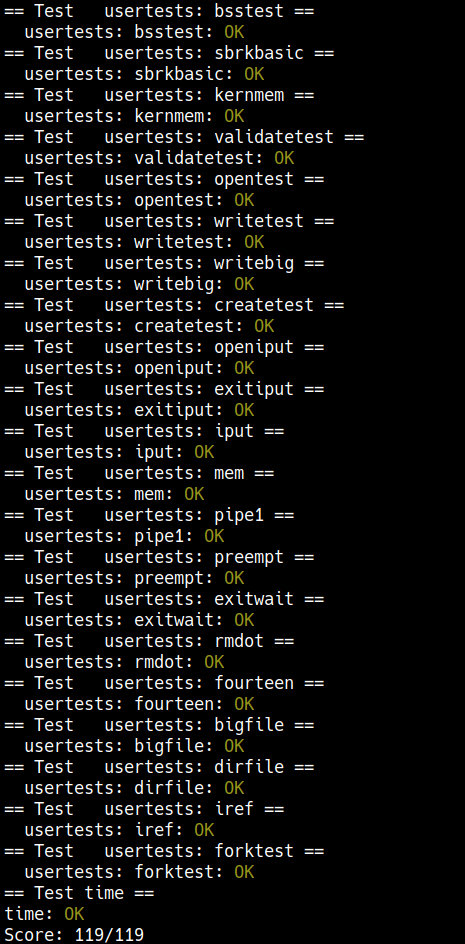 == Test   usertests: bsstest ==
  usertests: bsstest: OK
== Test   usertests: sbrkbasic ==
  usertests: sbrkbasic: OK
== Test   usertests: kernmem ==
  usertests: kernmem: OK
== Test   usertests: validatetest ==
  usertests: validatetest: OK
== Test   usertests: opentest ==
  usertests: opentest: OK
== Test   usertests: writetest ==
  usertests: writetest: OK
== Test   usertests: writebig ==
  usertests: writebig: OK
== Test   usertests: createtest ==
  usertests: createtest: OK
== Test   usertests: openiput ==
  usertests: openiput: OK
== Test   usertests: exitiput ==
  usertests: exitiput: OK
== Test   usertests: iput ==
  usertests: iput: OK
== Test   usertests: mem ==
  usertests: mem: OK
== Test   usertests: pipe1 ==
  usertests: pipe1: OK
== Test   usertests: preempt ==
  usertests: preempt: OK
== Test   usertests: exitwait ==
  usertests: exitwait: OK
== Test   usertests: rmdot ==
  usertests: rmdot: OK
== Test   usertests: fourteen ==
  usertests: fourteen: OK
== Test   usertests: bigfile ==
  usertests: bigfile: OK
== Test   usertests: dirfile ==
  usertests: dirfile: OK
== Test   usertests: iref ==
  usertests: iref: OK
== Test   usertests: forktest ==
  usertests: forktest: OK
== Test time ==
time: OK
Score: 119/119